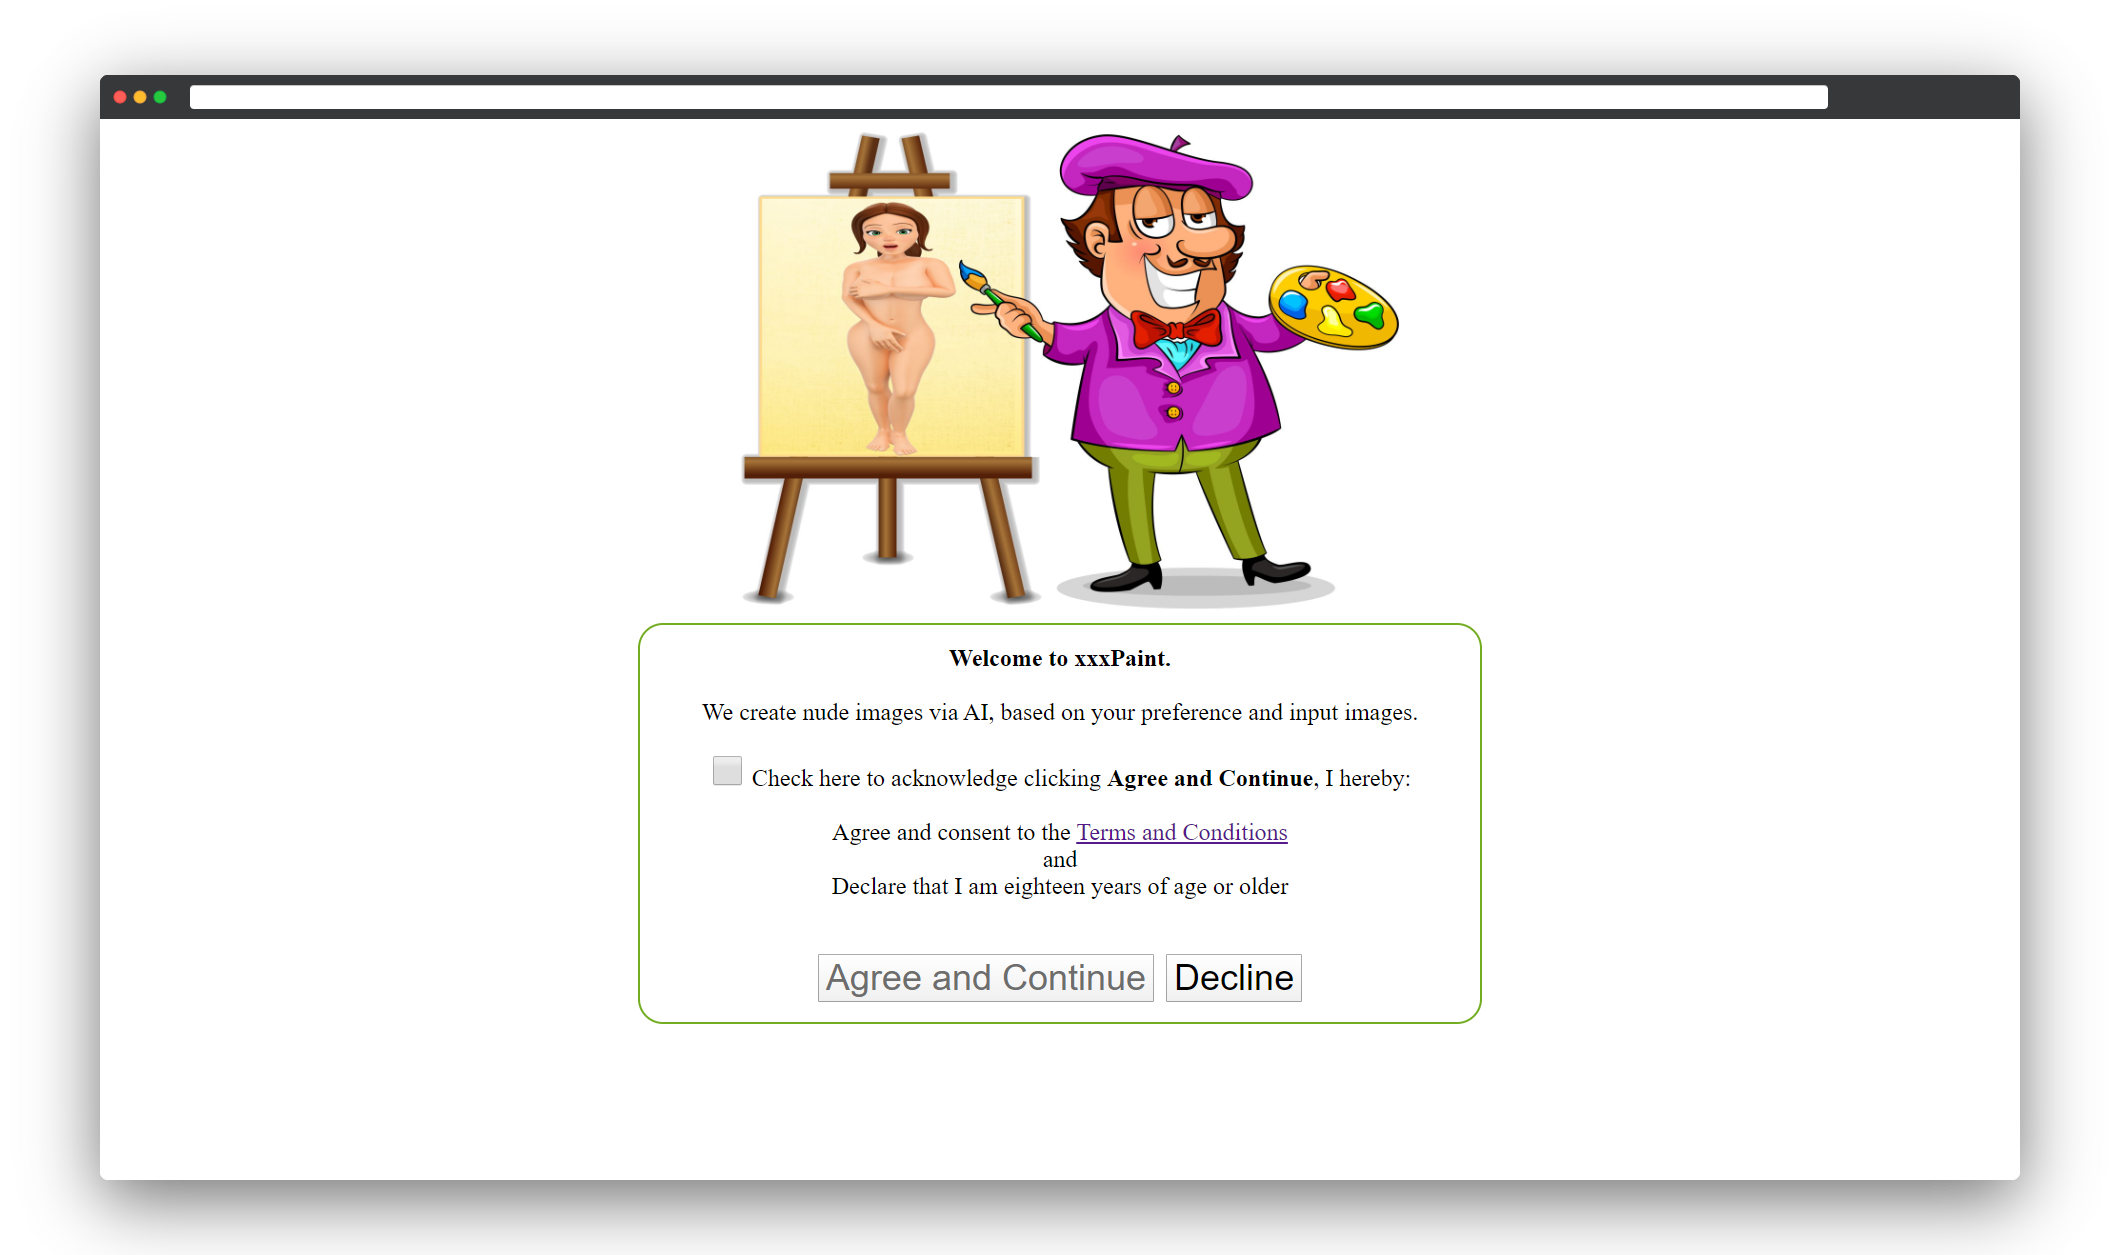 Welcome to xxxPaint.
We create nude images via AI, based on your preference and input images.
Check here to acknowledge clicking Agree and Continue, I hereby:
Agree and consent to the Terms and Conditions
and
Declare that I am eighteen years of age or older
Agree and Continue Decline